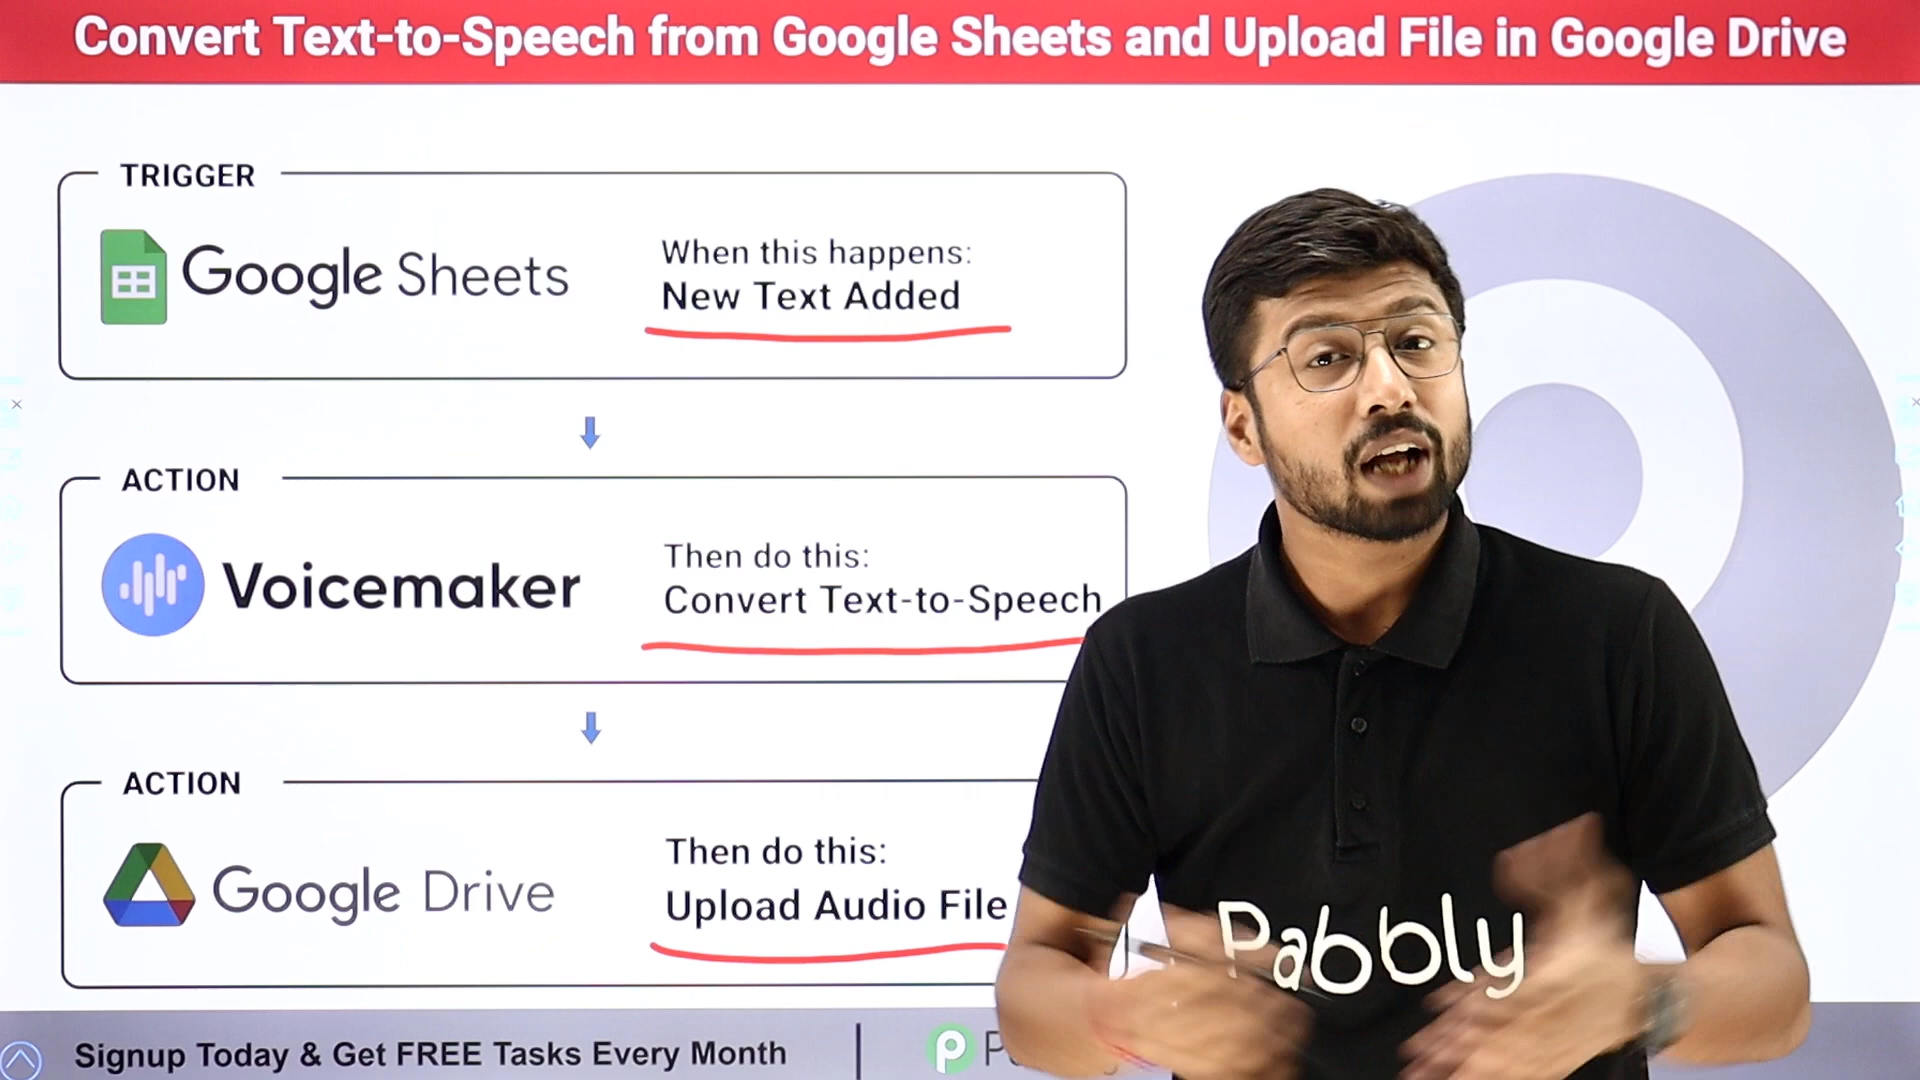 Convert Text-to-Speech from Google Sheets and Upload File in Google Drive
TRIGGER
Google Sheets
When this happens:
New Text Added
ACTION
Voicemaker
Then do this:
Convert Text-to-Speech
ACTION
Google Drive
Then do this:
Upload Audio File
Pabbly
Signup Today & Get FREE Tasks Every Month